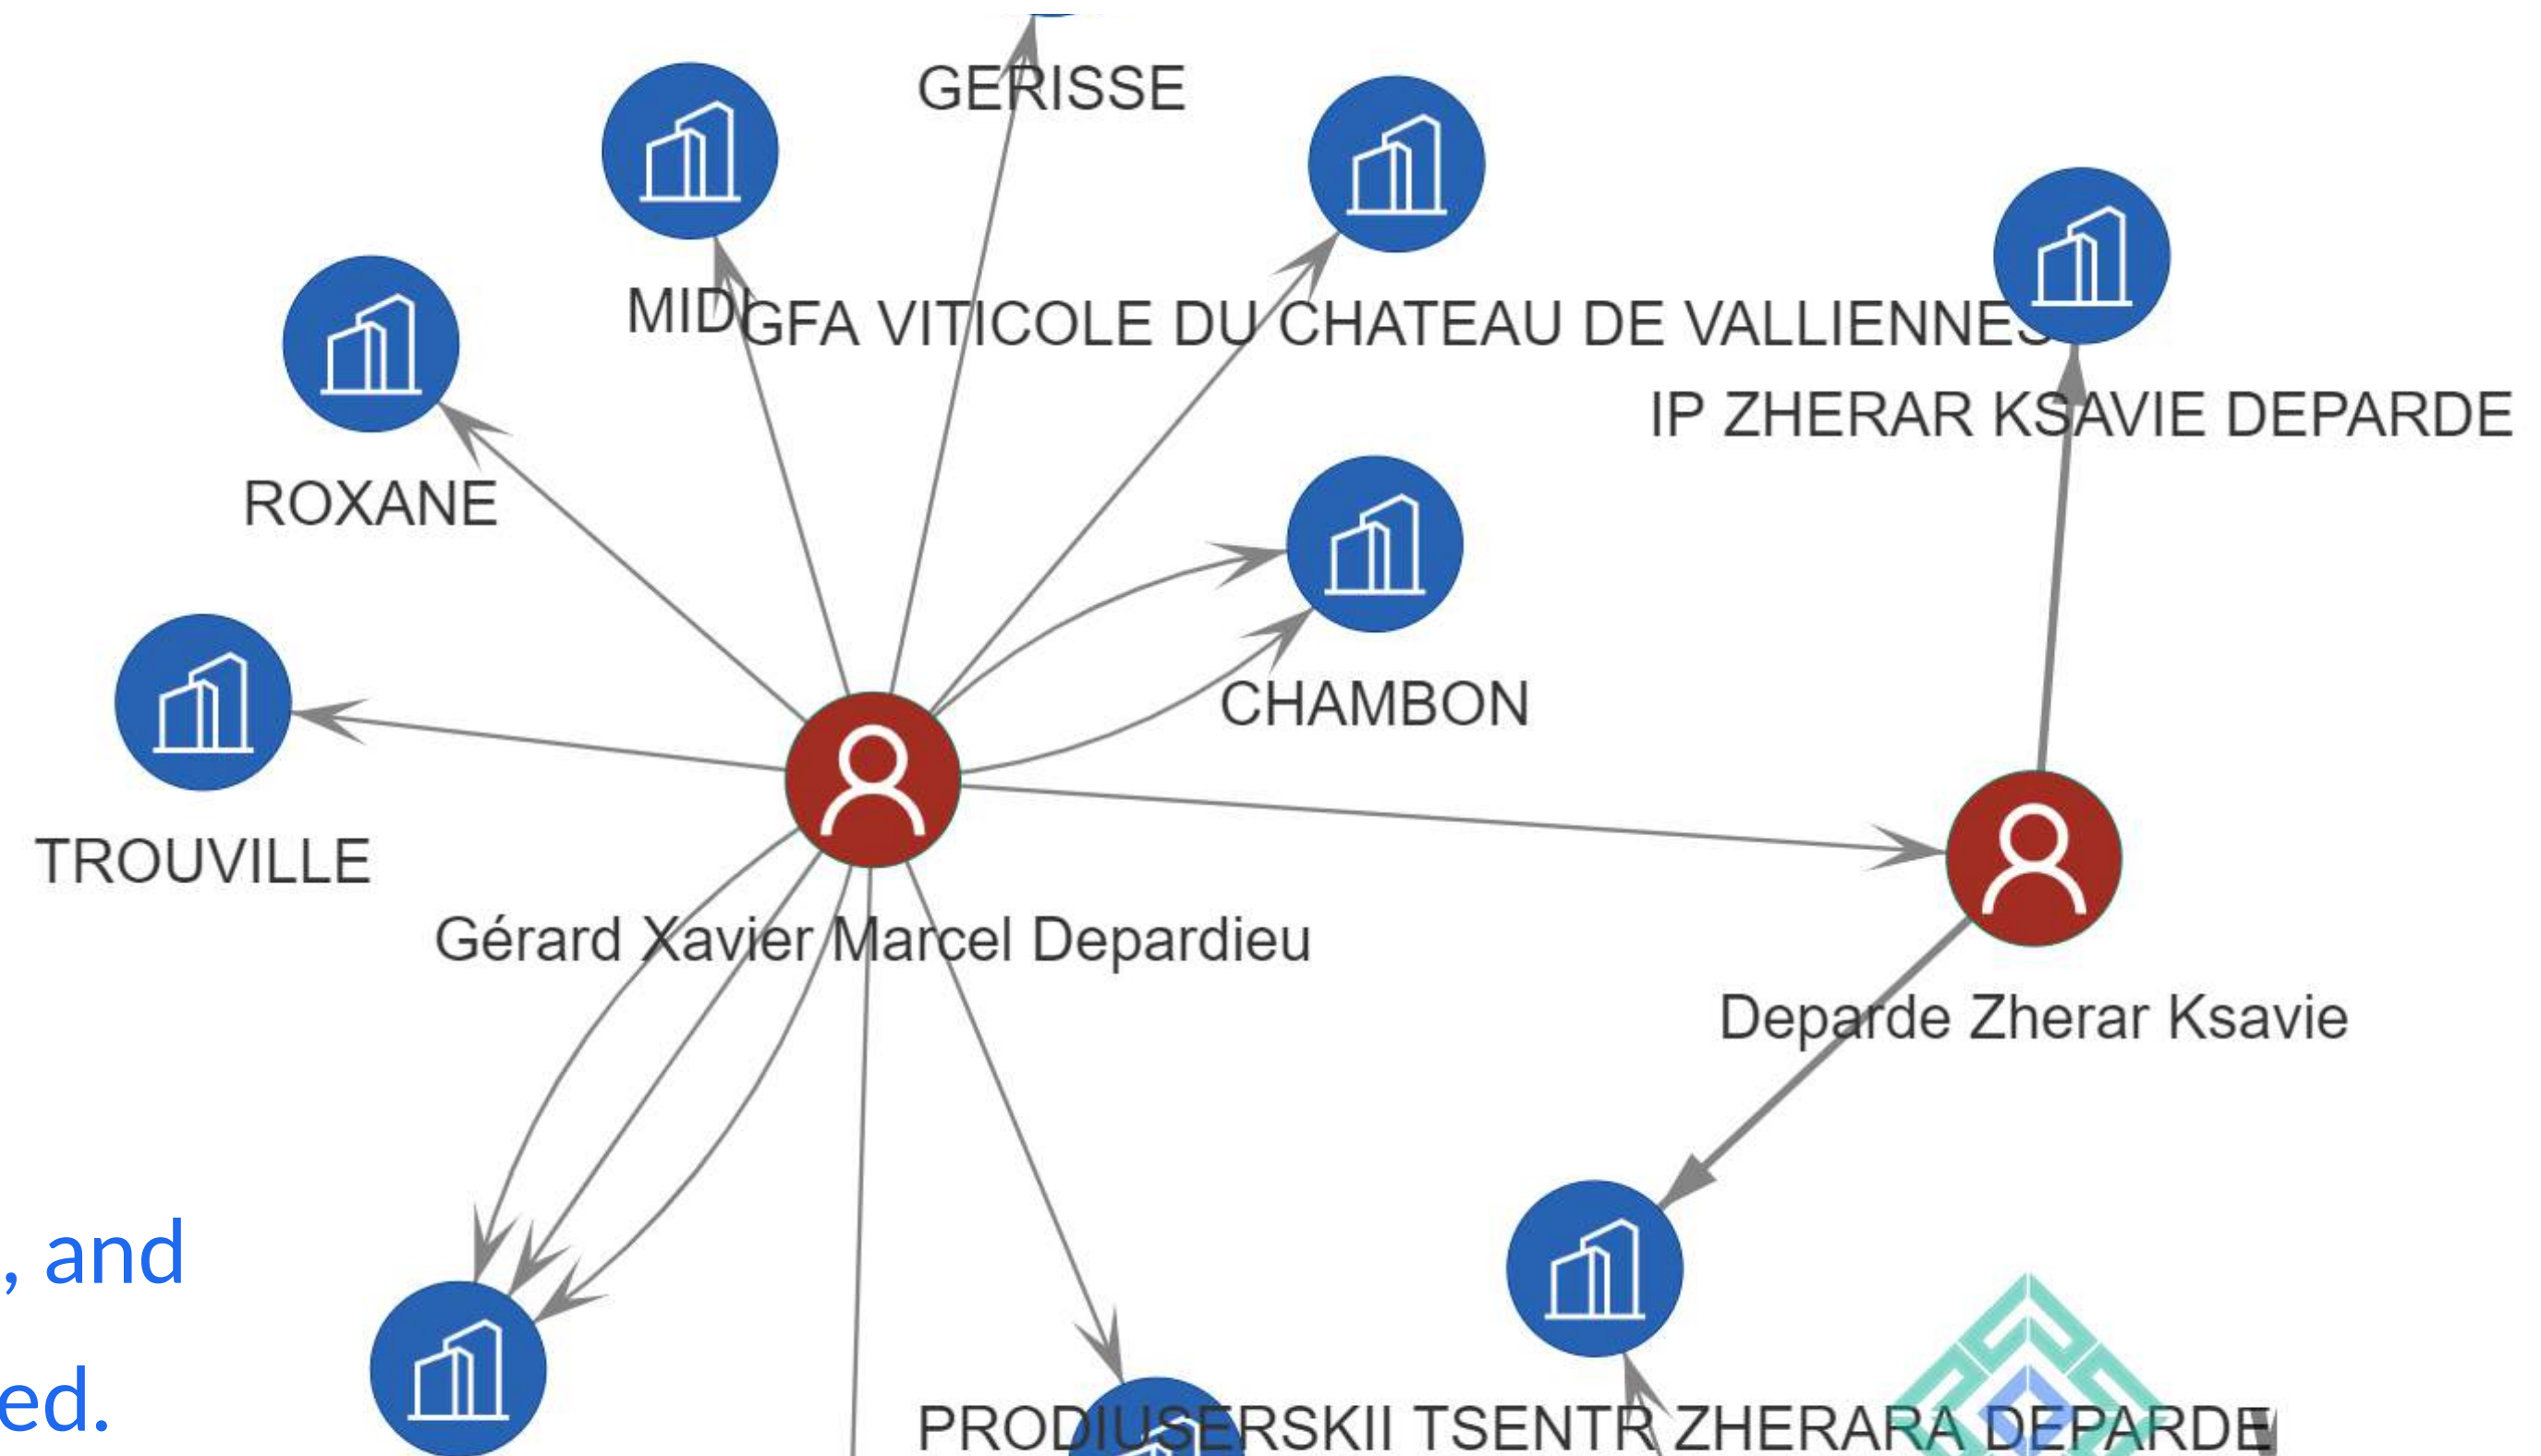 GERISSE
MIDI
GFA VITICOLE DU CHATEAU DE VALLIENNES
IP ZHERAR KSAVIE DEPARDE
ROXANE
CHAMBON
TROUVILLE
Gérard Xavier Marcel Depardieu
Deparde Zherar Ksavie
, and
ed.
PRODIUSERSKII TSENTR ZHERARA DEPARDE